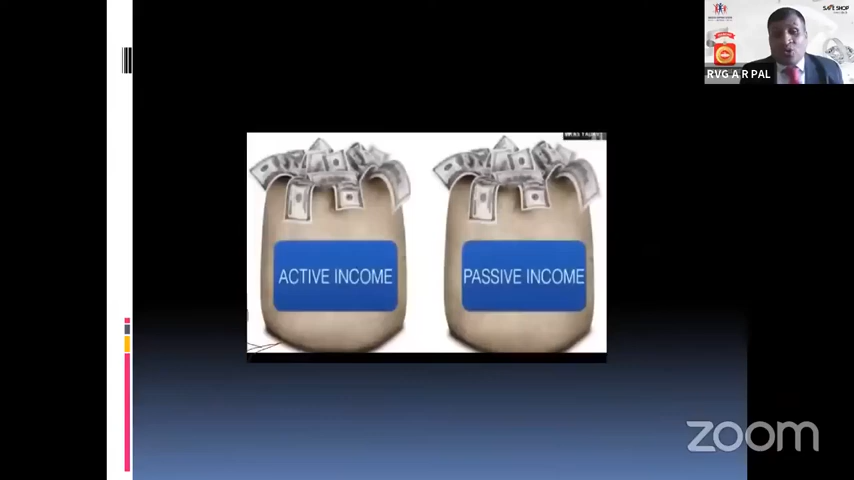 SAFE SHOP
RVG A R PAL
ACTIVE INCOME
PASSIVE INCOME
zoom